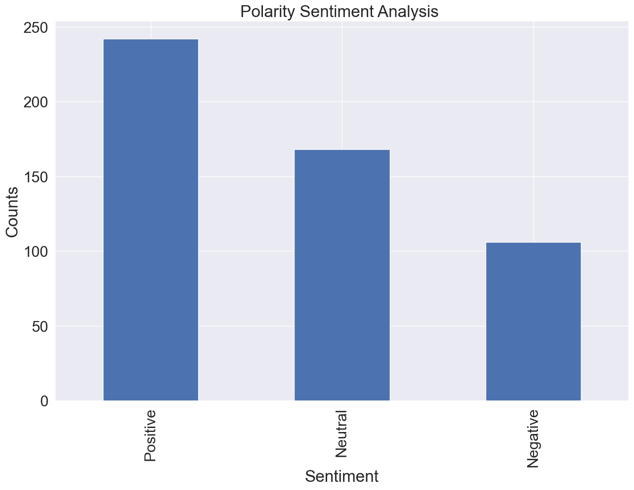 Polarity Sentiment Analysis
250
200
150
100
50
0
Counts
Positive
Neutral
Negative
Sentiment